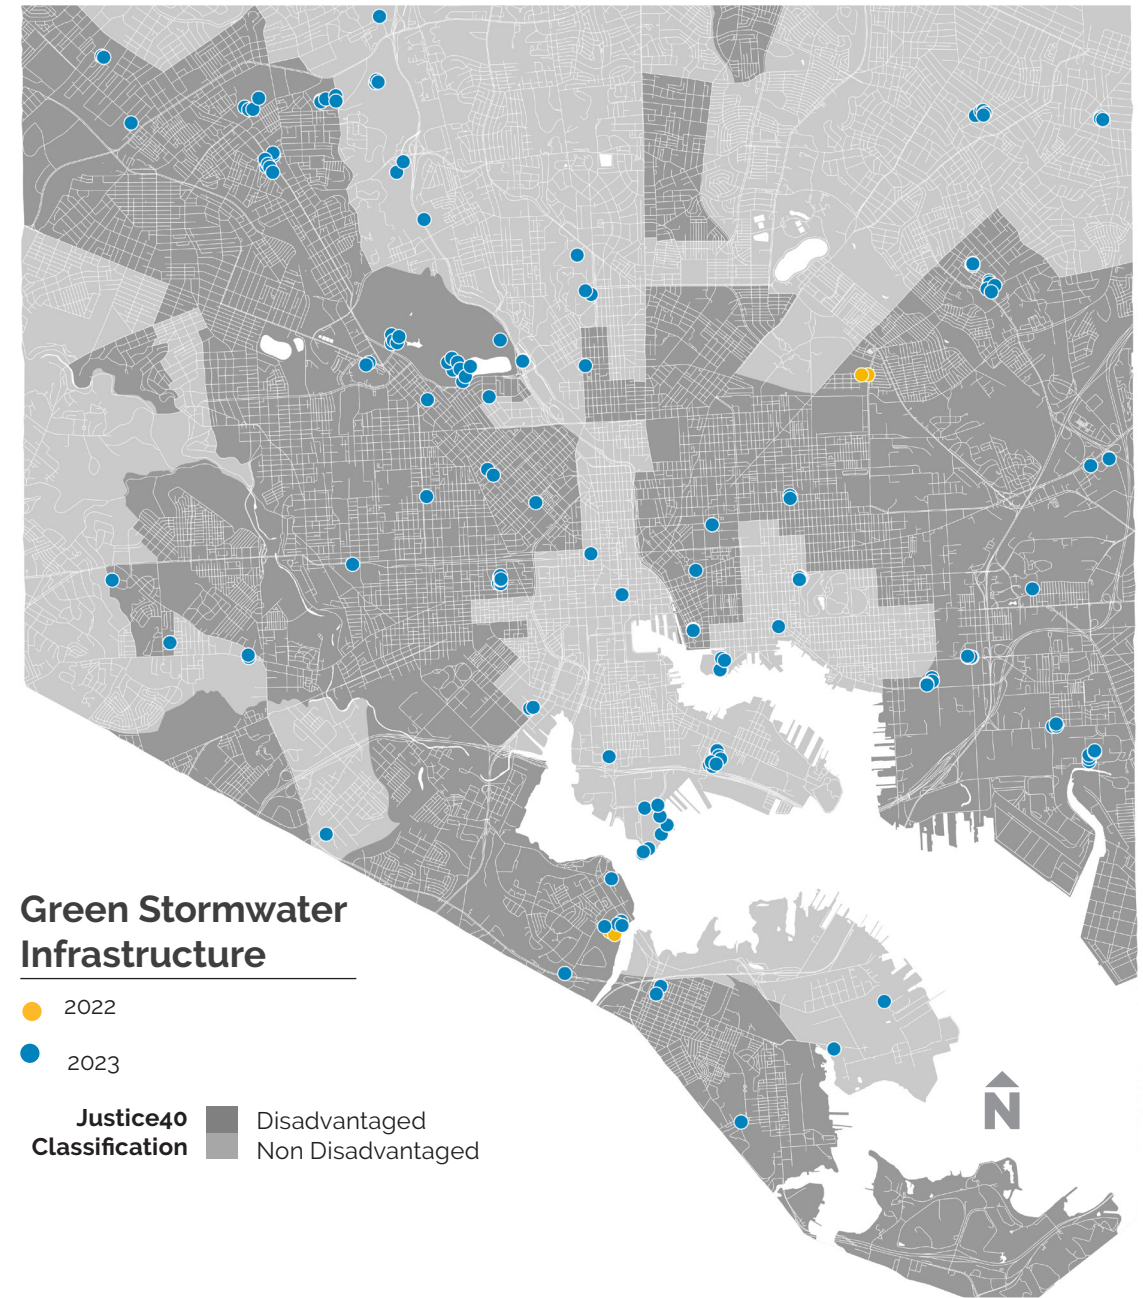 Green Stormwater
Infrastructure
2022
2023
Justice40
Classification
Disadvantaged
Non Disadvantaged
N